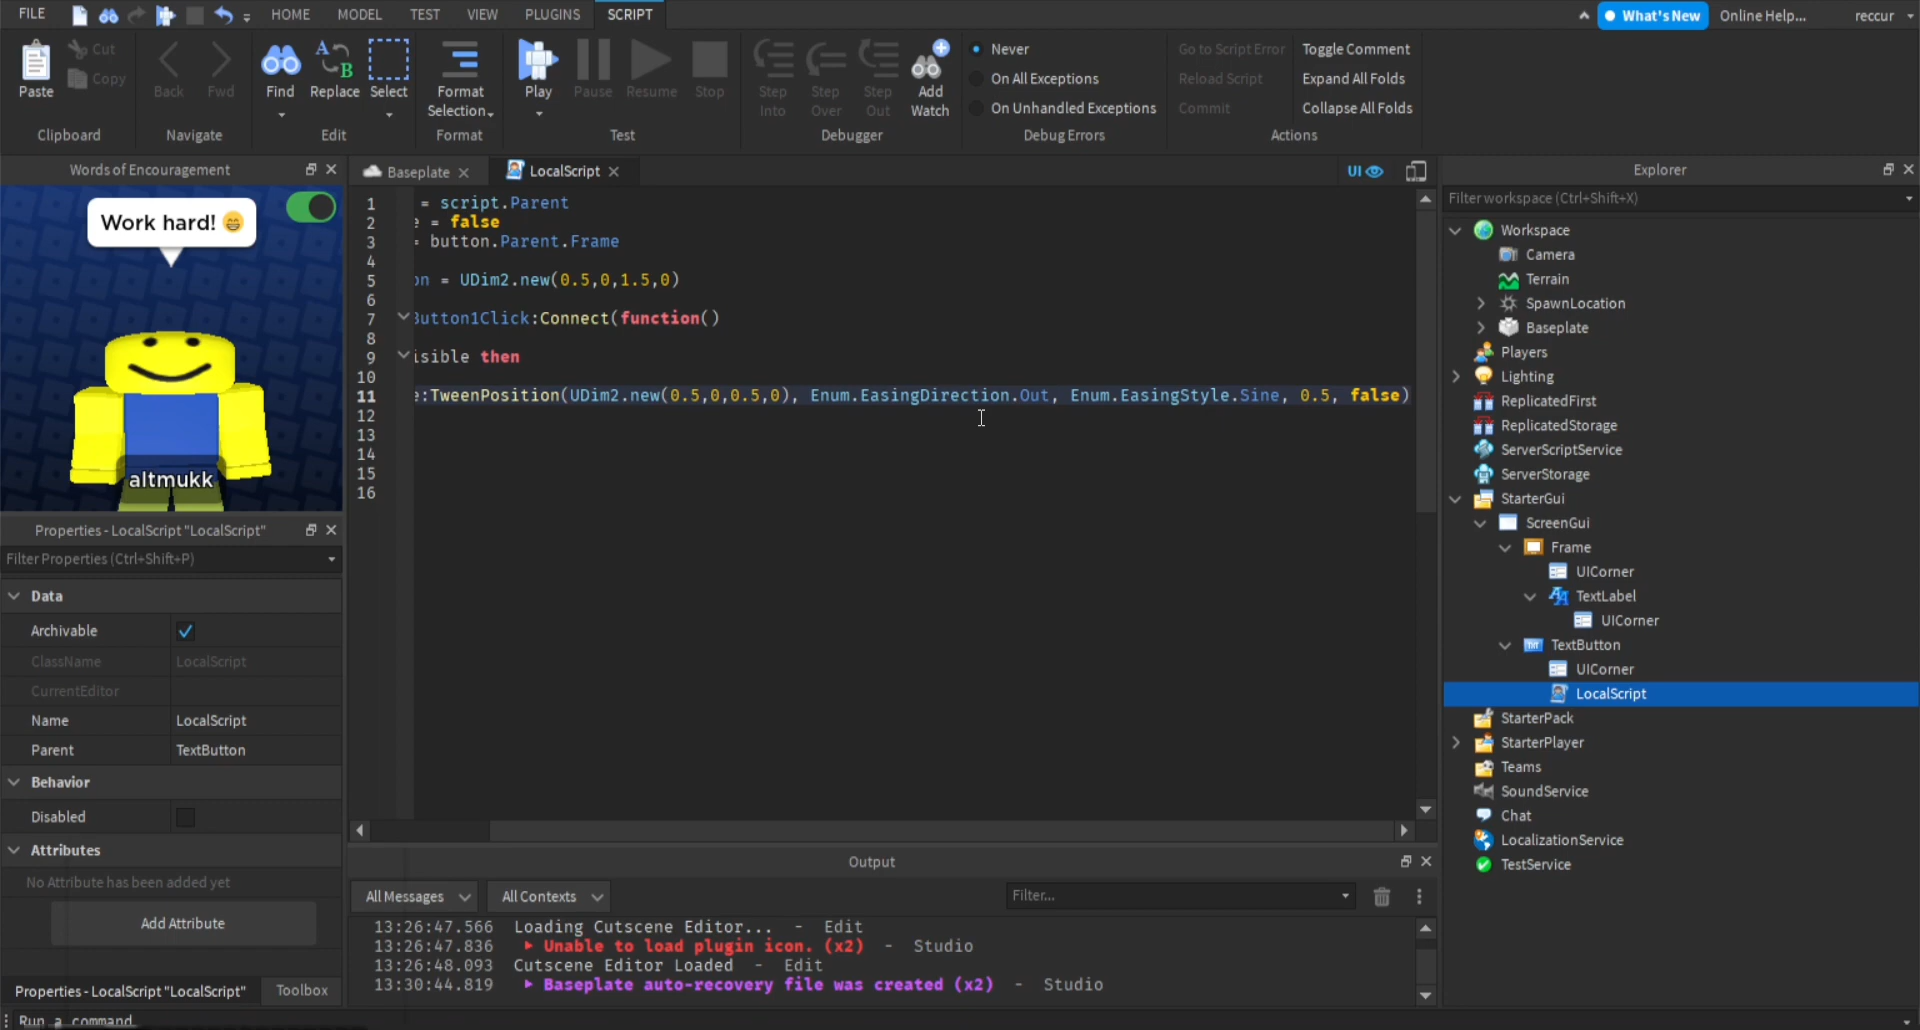 FILE HOME MODEL TEST VIEW PLUGINS SCRIPT What's New Online Help... reccur
Paste Cut Copy
Back Fwd
Find Replace Select
Format Selection
Play Pause Resume Stop
Step Into Step Over Step Out Add Watch
Never
On All Exceptions
On Unhandled Exceptions
Go to Script Error
Reload Script
Commit
Toggle Comment
Expand All Folds
Collapse All Folds
Clipboard Navigate Edit Format Test Debugger Debug Errors Actions
Words of Encouragement
Work hard! 😁
altmukk
Properties - LocalScript "LocalScript"
Filter Properties (Ctrl+Shift+P)
Data
Archivable
ClassName LocalScript
CurrentEditor
Name LocalScript
Parent TextButton
Behavior
Disabled
Attributes
No Attribute has been added yet
Add Attribute
Properties - LocalScript "LocalScript" Toolbox
Run a command
Baseplate LocalScript UI
1 = script.Parent
2 e = false
3 = button.Parent.Frame
4
5 on = UDim2.new(0.5,0,1.5,0)
6
7 Button1Click:Connect(function()
8
9 isible then
10
11 e:TweenPosition(UDim2.new(0.5,0,0.5,0), Enum.EasingDirection.Out, Enum.EasingStyle.Sine, 0.5, false)
12
13
14
15
16
Output
All Messages All Contexts Filter...
13:26:47.566 Loading Cutscene Editor... - Edit
13:26:47.836 Unable to load plugin icon. (x2) - Studio
13:26:48.093 Cutscene Editor Loaded - Edit
13:30:44.819 Baseplate auto-recovery file was created (x2) - Studio
Explorer
Filter workspace (Ctrl+Shift+X)
Workspace
Camera
Terrain
SpawnLocation
Baseplate
Players
Lighting
ReplicatedFirst
ReplicatedStorage
ServerScriptService
ServerStorage
StarterGui
ScreenGui
Frame
UICorner
TextLabel
UICorner
TXT TextButton
UICorner
LocalScript
StarterPack
StarterPlayer
Teams
SoundService
Chat
LocalizationService
TestService